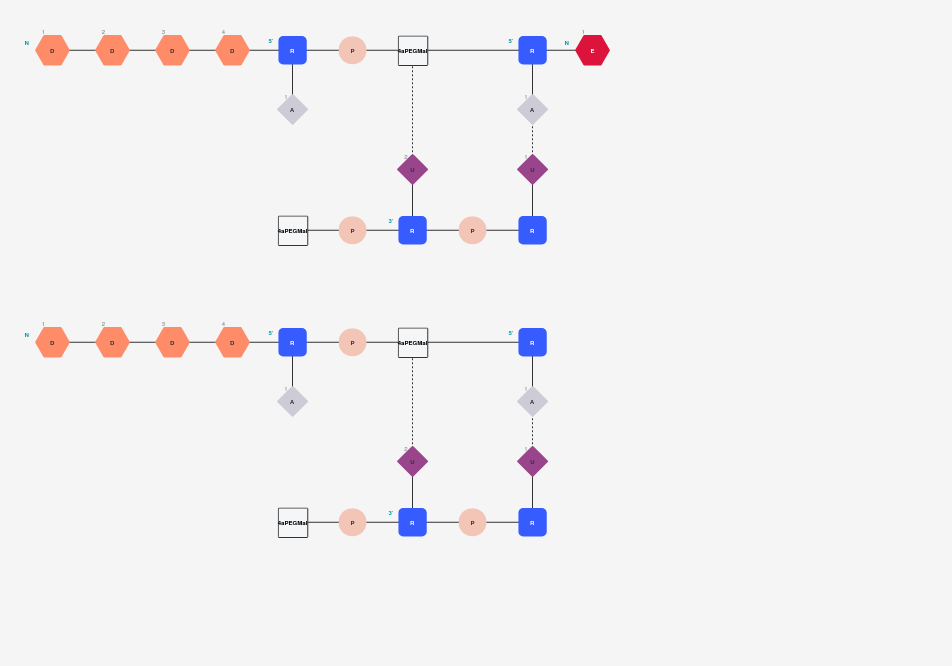 1 2 3 4 1
N D D D D 5' R P 4aPEGMal 5' R N E
1 A 1 A
2 U 1 U
4aPEGMal P 3' R P R
1 2 3 4
N D D D D 5' R P 4aPEGMal 5' R
1 A 1 A
2 U 1 U
4aPEGMal P 3' R P R